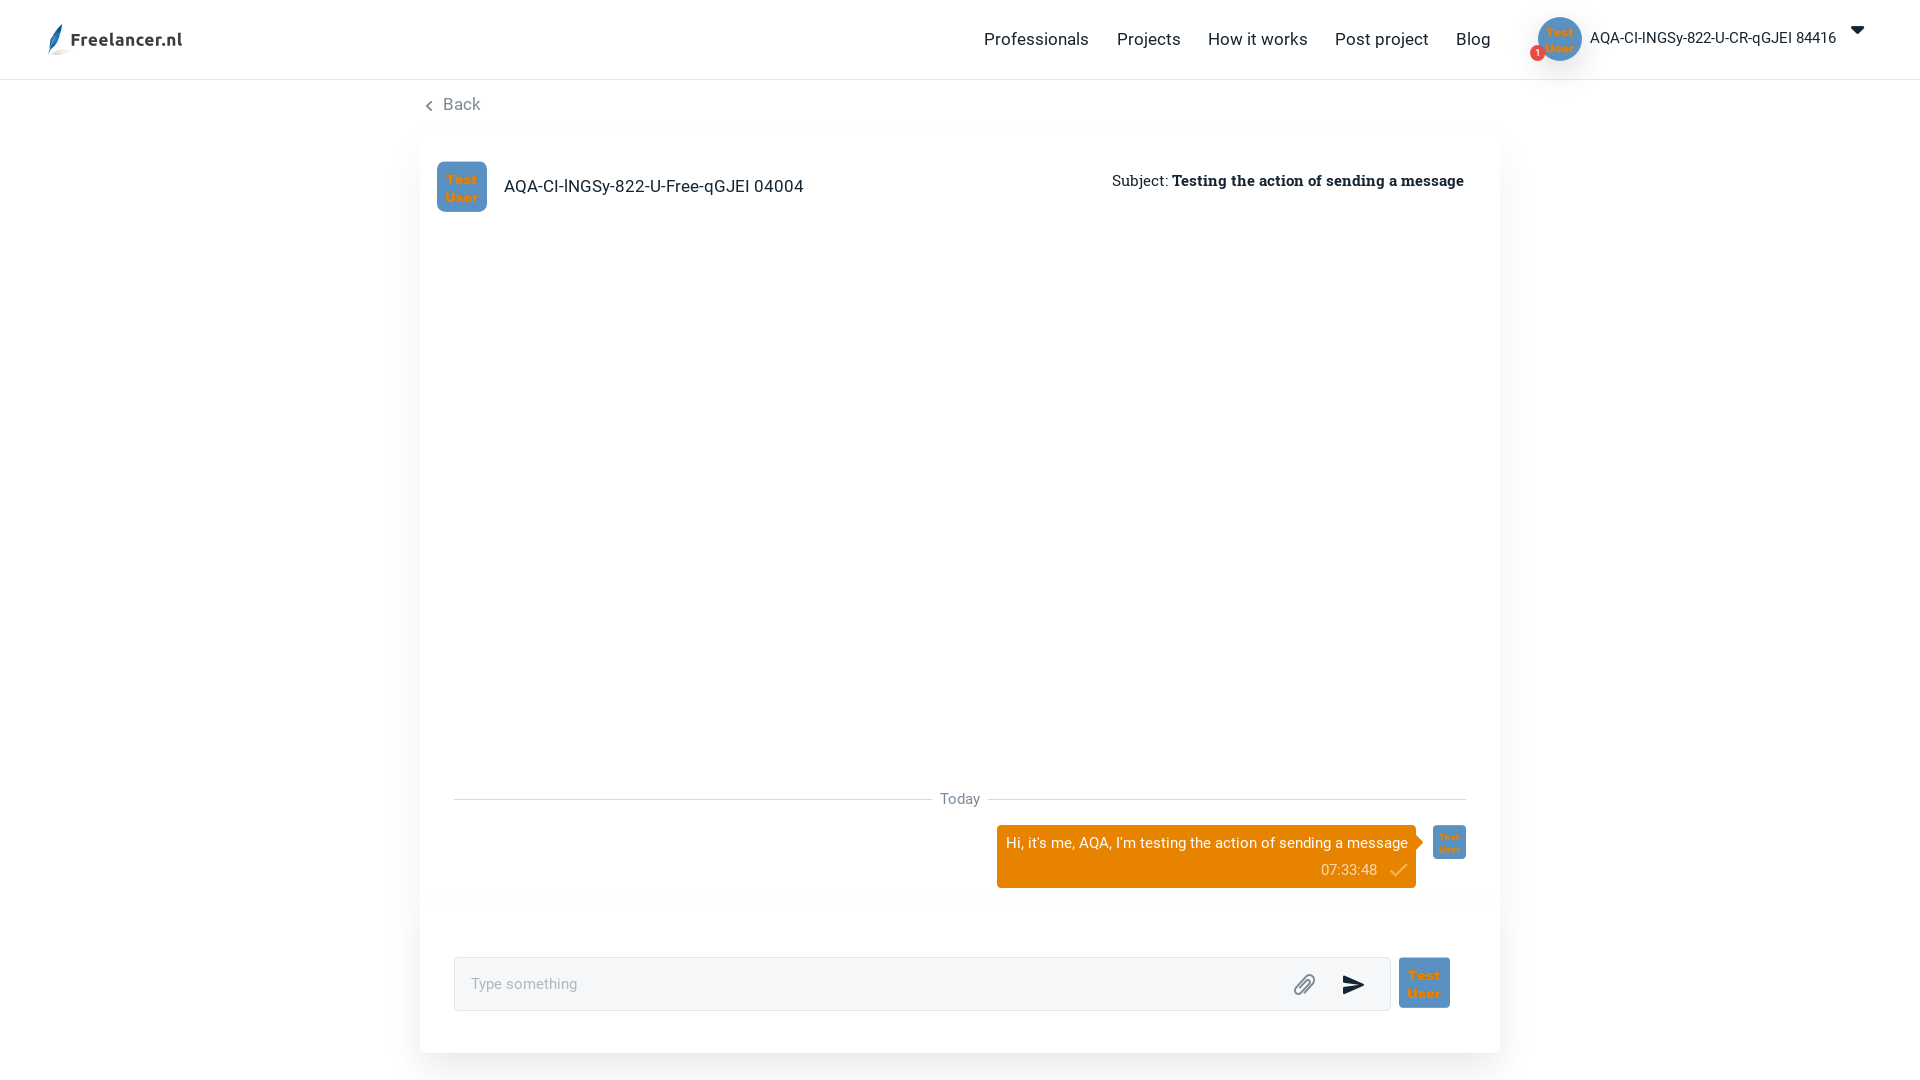 Freelancer.nl
Professionals
Projects
How it works
Post project
Blog
Test
User
1
AQA-CI-lNGSy-822-U-CR-qGJEI 84416
Back
Test
User
AQA-CI-lNGSy-822-U-Free-qGJEI 04004
Subject: Testing the action of sending a message
Today
Hi, it's me, AQA, I'm testing the action of sending a message
07:33:48
Test
User
Type something
Test
User